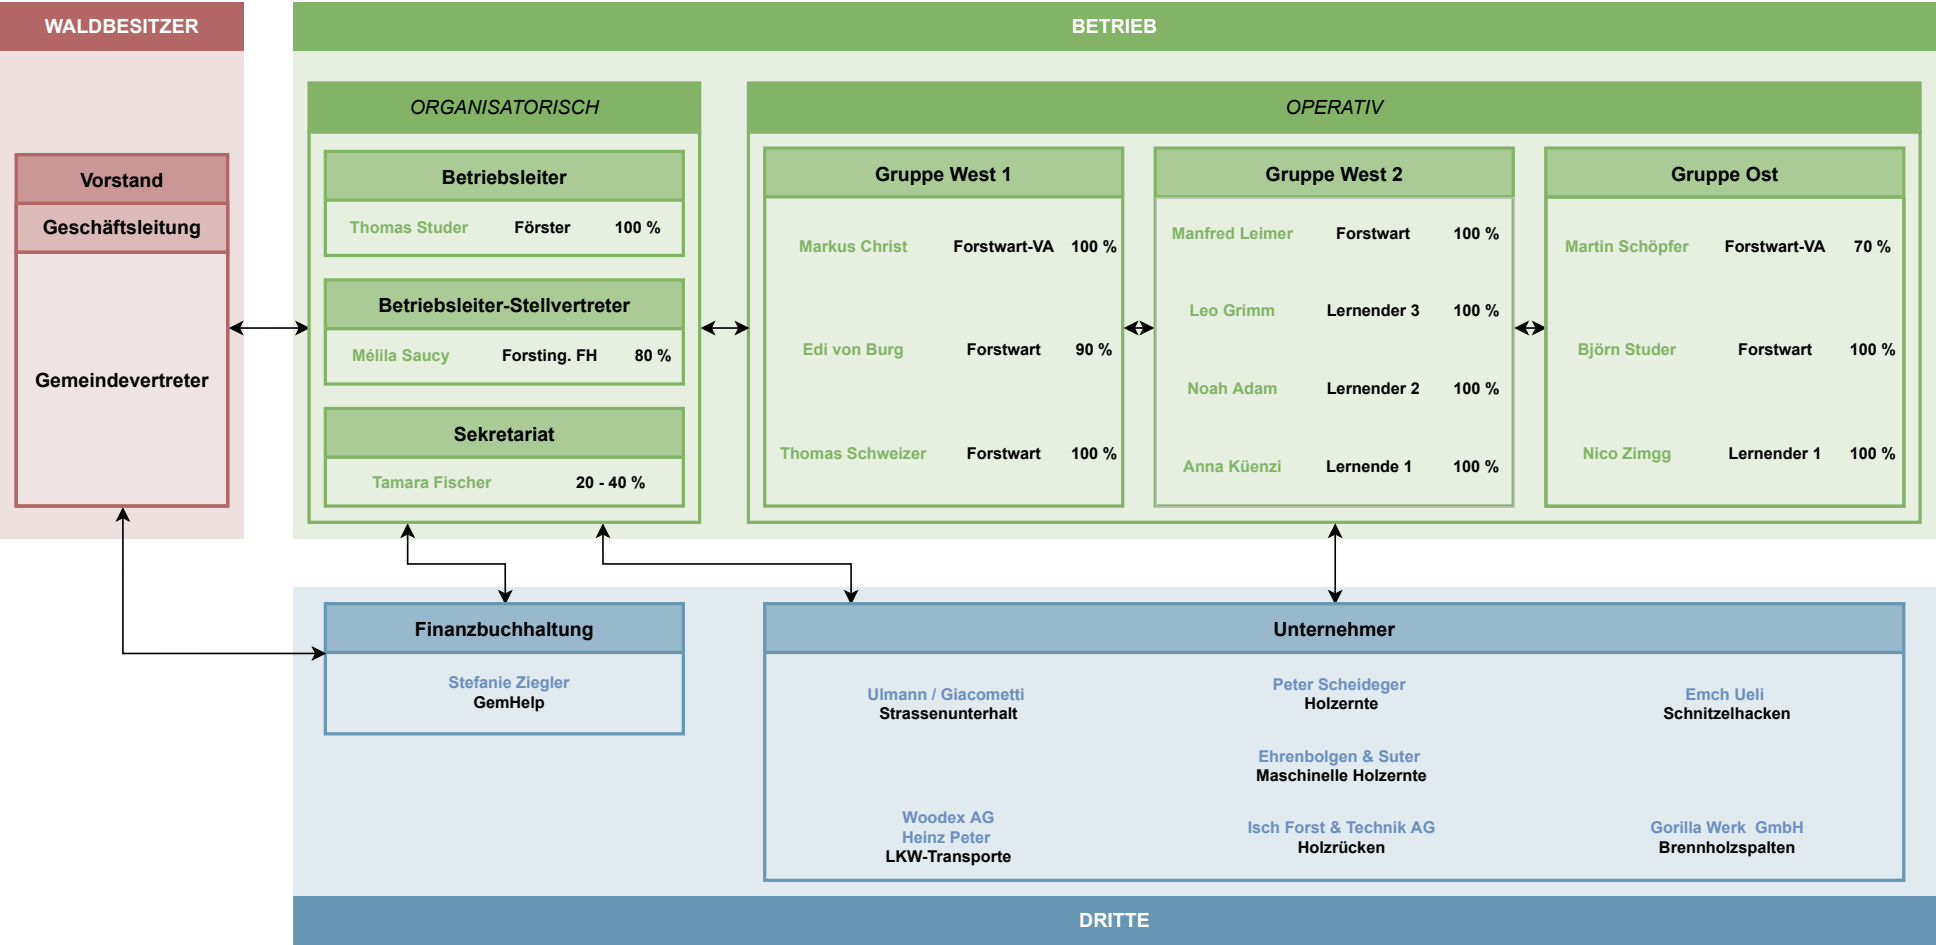 WALDBESITZER
Vorstand
Geschäftsleitung
Gemeindevertreter
BETRIEB
ORGANISATORISCH
Betriebsleiter
Thomas Studer Förster 100 %
Betriebsleiter-Stellvertreter
Mélila Saucy Forsting. FH 80 %
Sekretariat
Tamara Fischer 20 - 40 %
OPERATIV
Gruppe West 1
Markus Christ Forstwart-VA 100 %
Edi von Burg Forstwart 90 %
Thomas Schweizer Forstwart 100 %
Gruppe West 2
Manfred Leimer Forstwart 100 %
Leo Grimm Lernender 3 100 %
Noah Adam Lernender 2 100 %
Anna Küenzi Lernende 1 100 %
Gruppe Ost
Martin Schöpfer Forstwart-VA 70 %
Björn Studer Forstwart 100 %
Nico Zimgg Lernender 1 100 %
Finanzbuchhaltung
Stefanie Ziegler
GemHelp
Unternehmer
Ulmann / Giacometti
Strassenunterhalt
Woodex AG
Heinz Peter
LKW-Transporte
Peter Scheideger
Holzernte
Ehrenbolgen & Suter
Maschinelle Holzernte
Isch Forst & Technik AG
Holzrücken
Emch Ueli
Schnitzelhacken
Gorilla Werk GmbH
Brennholzspalten
DRITTE